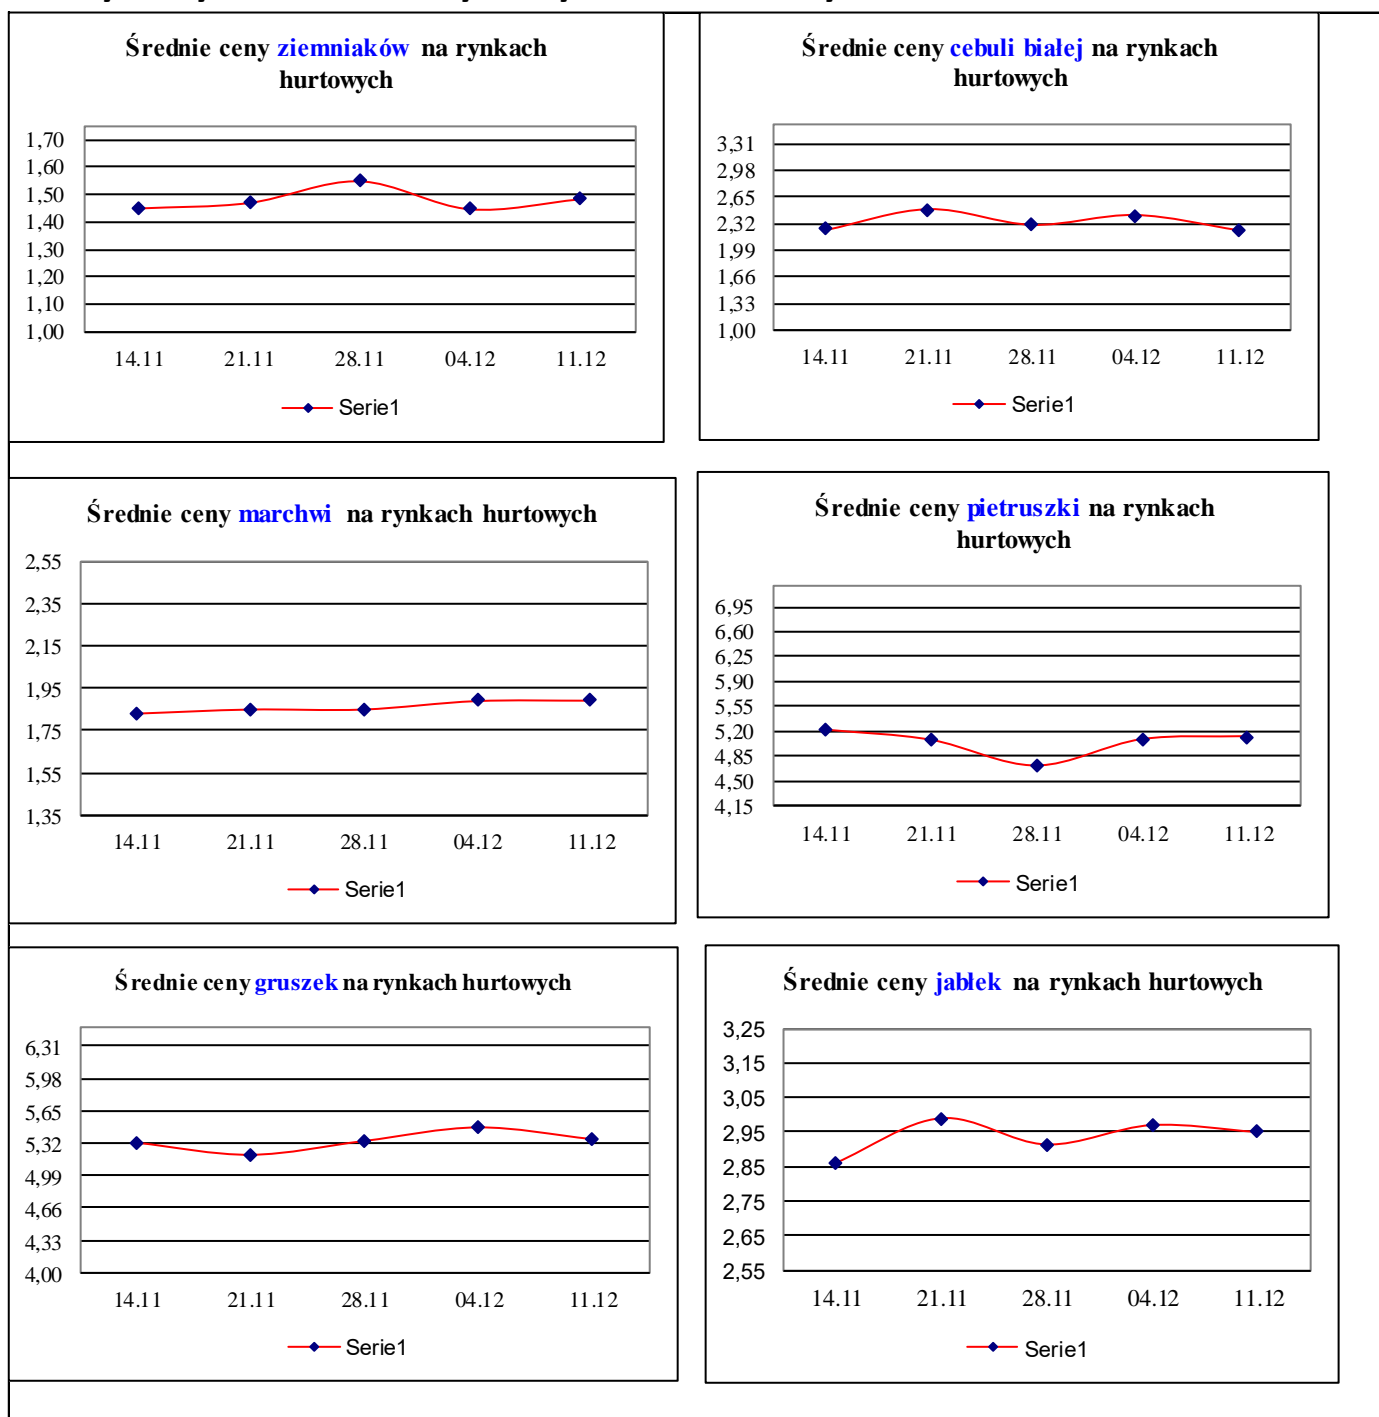 Średnie ceny ziemniaków na rynkach
hurtowych
1,70
1,60
1,50
1,40
1,30
1,20
1,10
1,00
14.11 21.11 28.11 04.12 11.12
Serie1
Średnie ceny cebuli białej na rynkach
hurtowych
3,31
2,98
2,65
2,32
1,99
1,66
1,33
1,00
14.11 21.11 28.11 04.12 11.12
Serie1
Średnie ceny marchwi na rynkach hurtowych
2,55
2,35
2,15
1,95
1,75
1,55
1,35
14.11 21.11 28.11 04.12 11.12
Serie1
Średnie ceny pietruszki na rynkach
hurtowych
6,95
6,60
6,25
5,90
5,55
5,20
4,85
4,50
4,15
14.11 21.11 28.11 04.12 11.12
Serie1
Średnie ceny gruszek na rynkach hurtowych
6,31
5,98
5,65
5,32
4,99
4,66
4,33
4,00
14.11 21.11 28.11 04.12 11.12
Serie1
Średnie ceny jabłek na rynkach hurtowych
3,25
3,15
3,05
2,95
2,85
2,75
2,65
2,55
14.11 21.11 28.11 04.12 11.12
Serie1